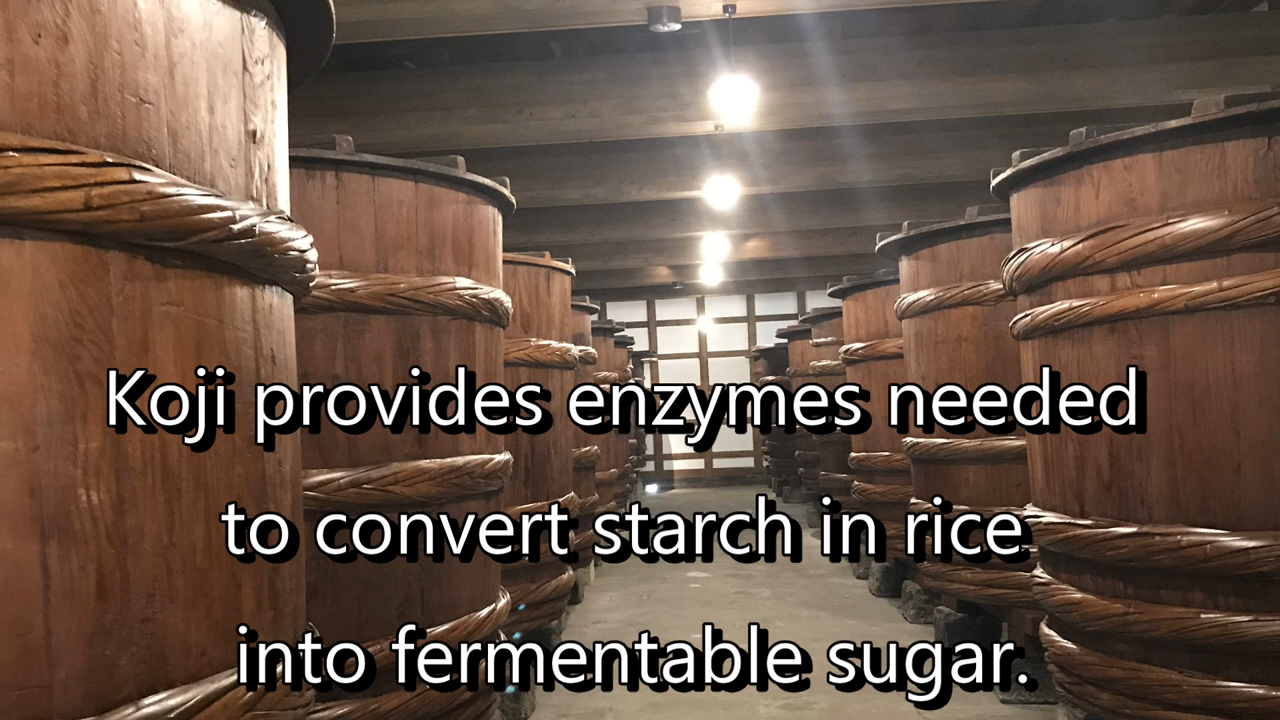 Koji provides enzymes needed
to convert starch in rice
into fermentable sugar.